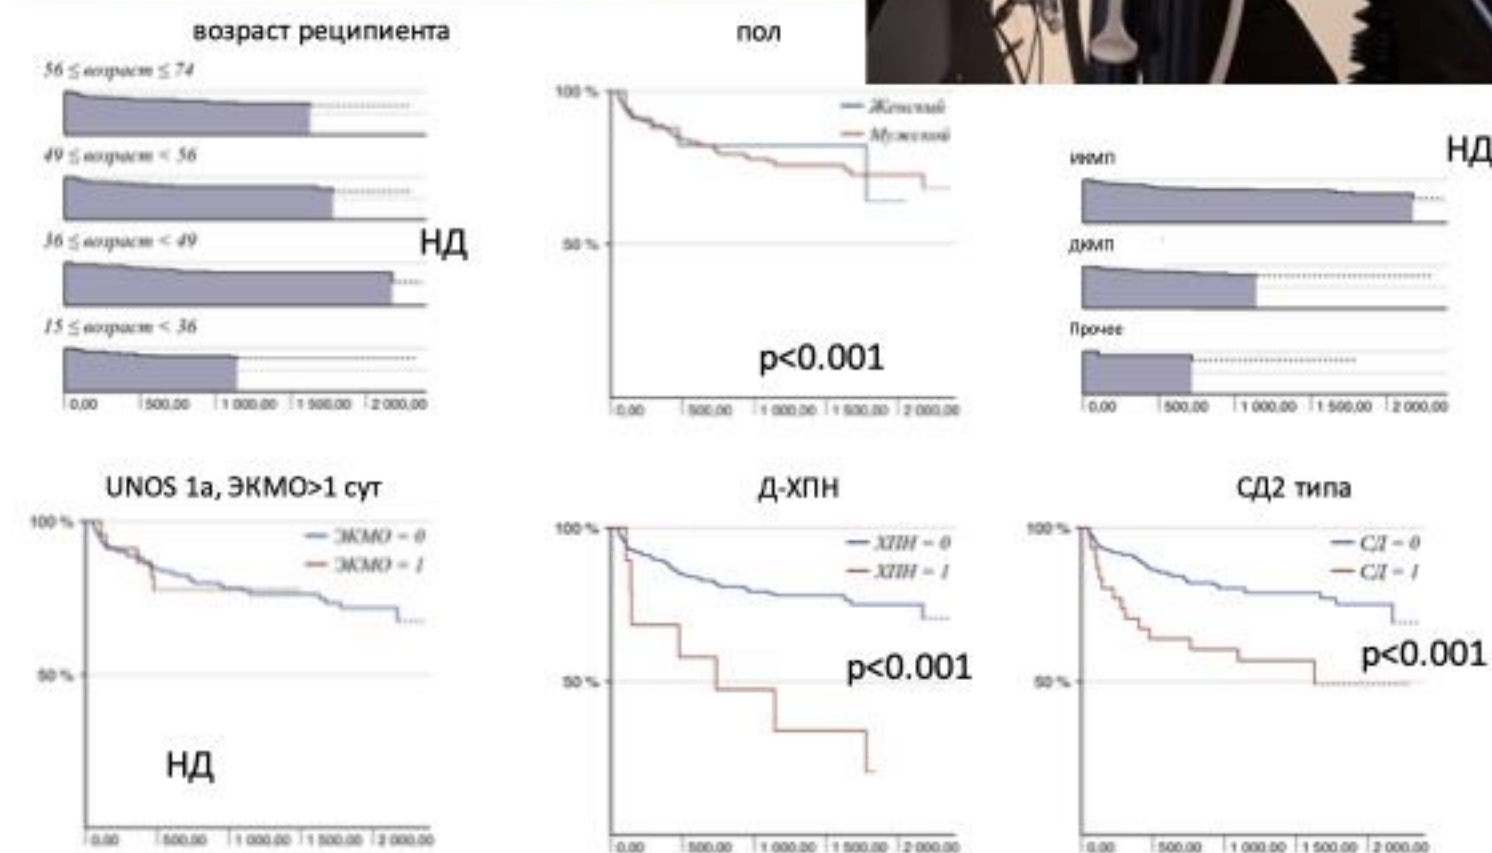 возраст реципиента
56 ≤ возраст ≤ 74
49 ≤ возраст < 56
36 ≤ возраст < 49
15 ≤ возраст < 36
0,00 500,00 1 000,00 1 500,00 2 000,00
НД
пол
100 %
Женский
Мужской
50 %
p<0.001
0,00 500,00 1 000,00 1 500,00 2 000,00
НД
ИКМП
ДКМП
Прочее
0,00 500,00 1 000,00 1 500,00 2 000,00
UNOS 1a, ЭКМО>1 сут
100 %
ЭКМО = 0
ЭКМО = 1
50 %
НД
0,00 500,00 1 000,00 1 500,00 2 000,00
Д-ХПН
100 %
ХПН = 0
ХПН = 1
p<0.001
50 %
0,00 500,00 1 000,00 1 500,00 2 000,00
СД2 типа
100 %
СД = 0
СД = 1
p<0.001
50 %
0,00 500,00 1 000,00 1 500,00 2 000,00